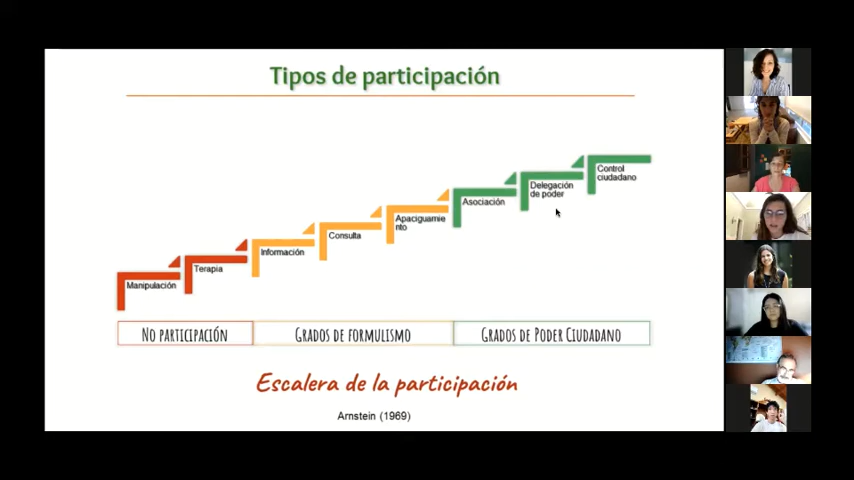 Tipos de participación
Control
ciudadano
Delegación
de poder
Asociación
Apaciguamie
nto
Consulta
Información
Terapia
Manipulación
No participación
Grados de formulismo
Grados de Poder Ciudadano
Escalera de la participación
Arnstein (1969)